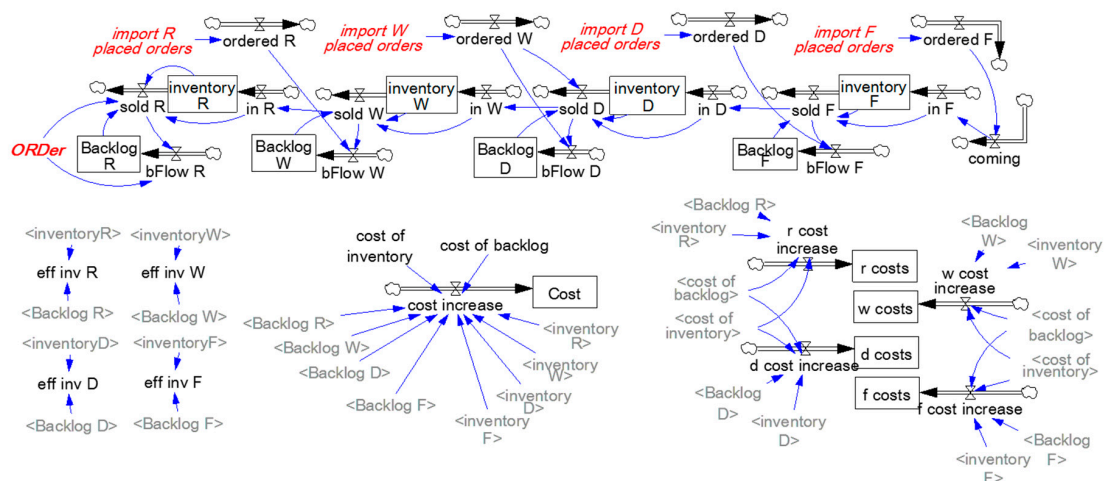 import R
placed orders
ordered R
import W
placed orders
ordered W
import D
placed orders
ordered D
import F
placed orders
ordered F
inventory
R
sold R
in R
inventory
W
sold W
in W
inventory
D
sold D
in D
inventory
F
sold F
in F
ORDer
Backlog
R
bFlow R
Backlog
W
bFlow W
Backlog
D
bFlow D
Backlog
F
bFlow F
coming
<inventoryR>
eff inv R
<Backlog R>
<inventoryW>
eff inv W
<Backlog W>
<inventoryD>
eff inv D
<Backlog D>
<inventoryF>
eff inv F
<Backlog F>
cost of
inventory
cost of backlog
cost increase
Cost
<Backlog R>
<Backlog W>
<Backlog D>
<Backlog F>
<inventory
F>
<inventory
D>
<inventory
W>
<inventory
R>
<Backlog R>
<inventory
R>
r cost
increase
r costs
<cost of
backlog>
<cost of
inventory>
d cost increase
d costs
<Backlog
D>
<inventory
D>
<Backlog
W>
<inventory
W>
w cost
increase
w costs
<cost of
backlog>
<cost of
inventory>
f costs
f cost increase
<Backlog
F>
<inventory
F>